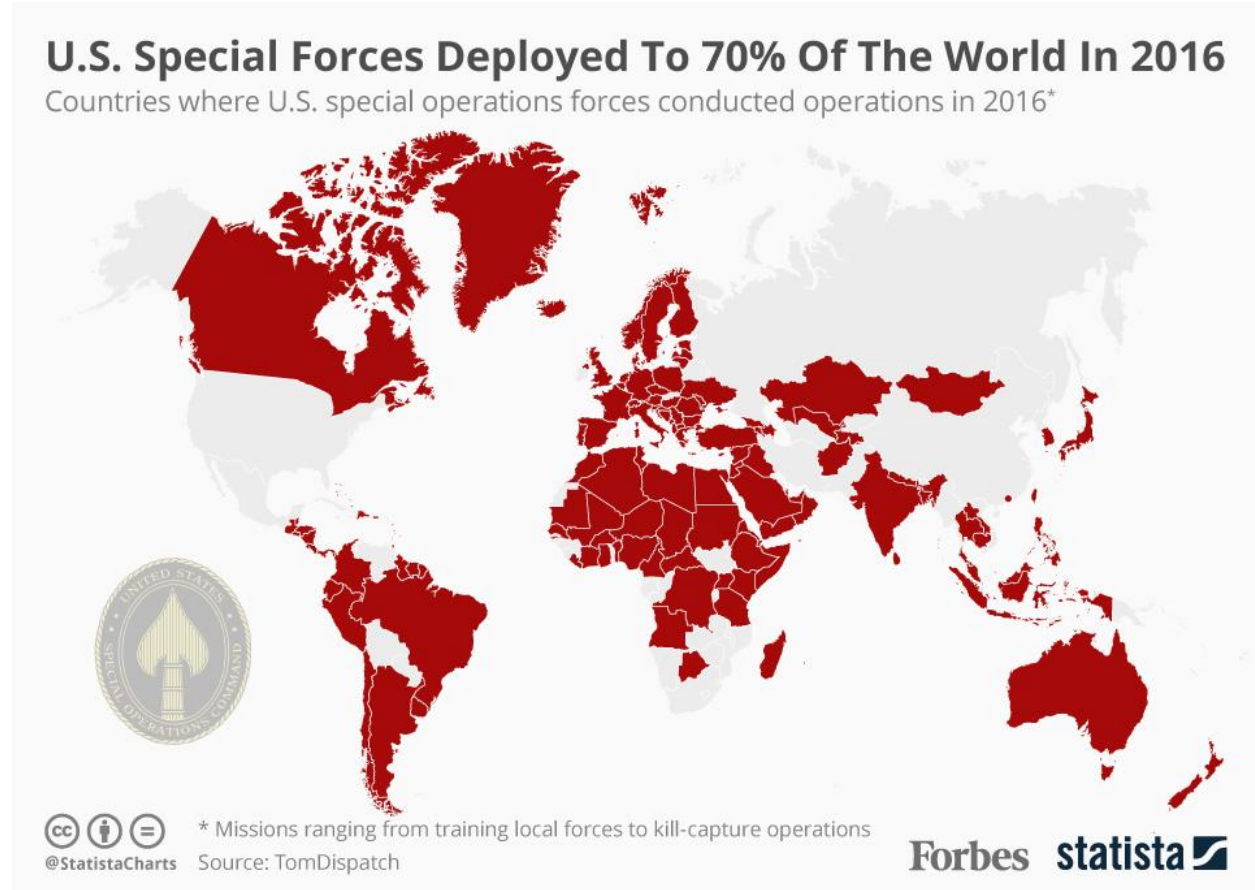 U.S. Special Forces Deployed To 70% Of The World In 2016
Countries where U.S. special operations forces conducted operations in 2016*
UNITED STATES
SPECIAL OPERATIONS COMMAND
* Missions ranging from training local forces to kill-capture operations
cc
@StatistaCharts Source: TomDispatch
Forbes statista